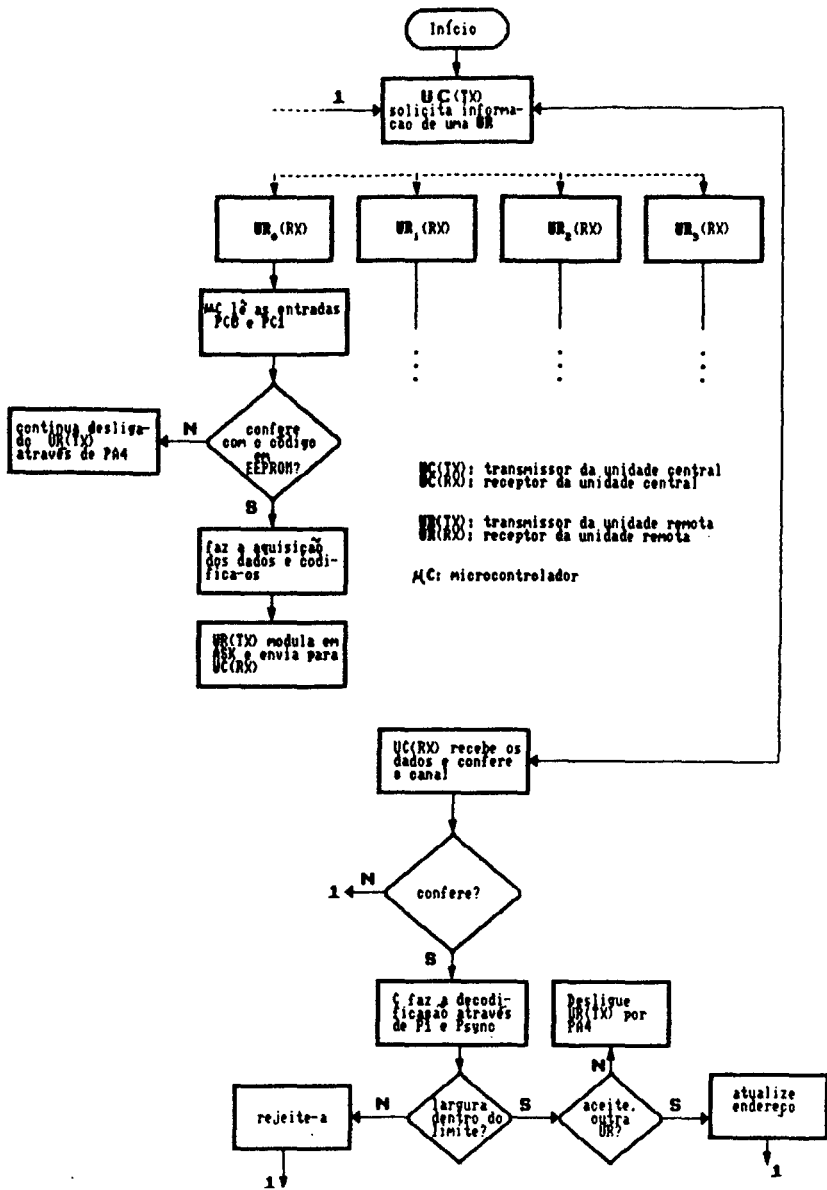 Início
1
UC(TX)
solicita informa-
cao de uma UR
UR₀(RX)
UR₁(RX)
UR₂(RX)
UR₃(RX)
μC lê as entradas
PC0 e PC1
continua desliga-
do UR(TX)
através de PA4
N
confere
com o código
em
EEPROM?
S
UC(TX): transmissor da unidade central
UC(RX): receptor da unidade central
UR(TX): transmissor da unidade remota
UR(RX): receptor da unidade remota
μC: microcontrolador
faz a aquisição
dos dados e codi-
fica-os
UR(TX) modula em
ASK e envia para
UC(RX)
UC(RX) recebe os
dados e confere
o canal
1
N
confere?
S
C faz a decodi-
ficasão através
de P1 e Psync
Desligue
UR(TX) por
PA4
N
rejeite-a
N
largura
dentro do
limite?
S
aceite.
outra
UR?
S
atualize
endereço
1
1